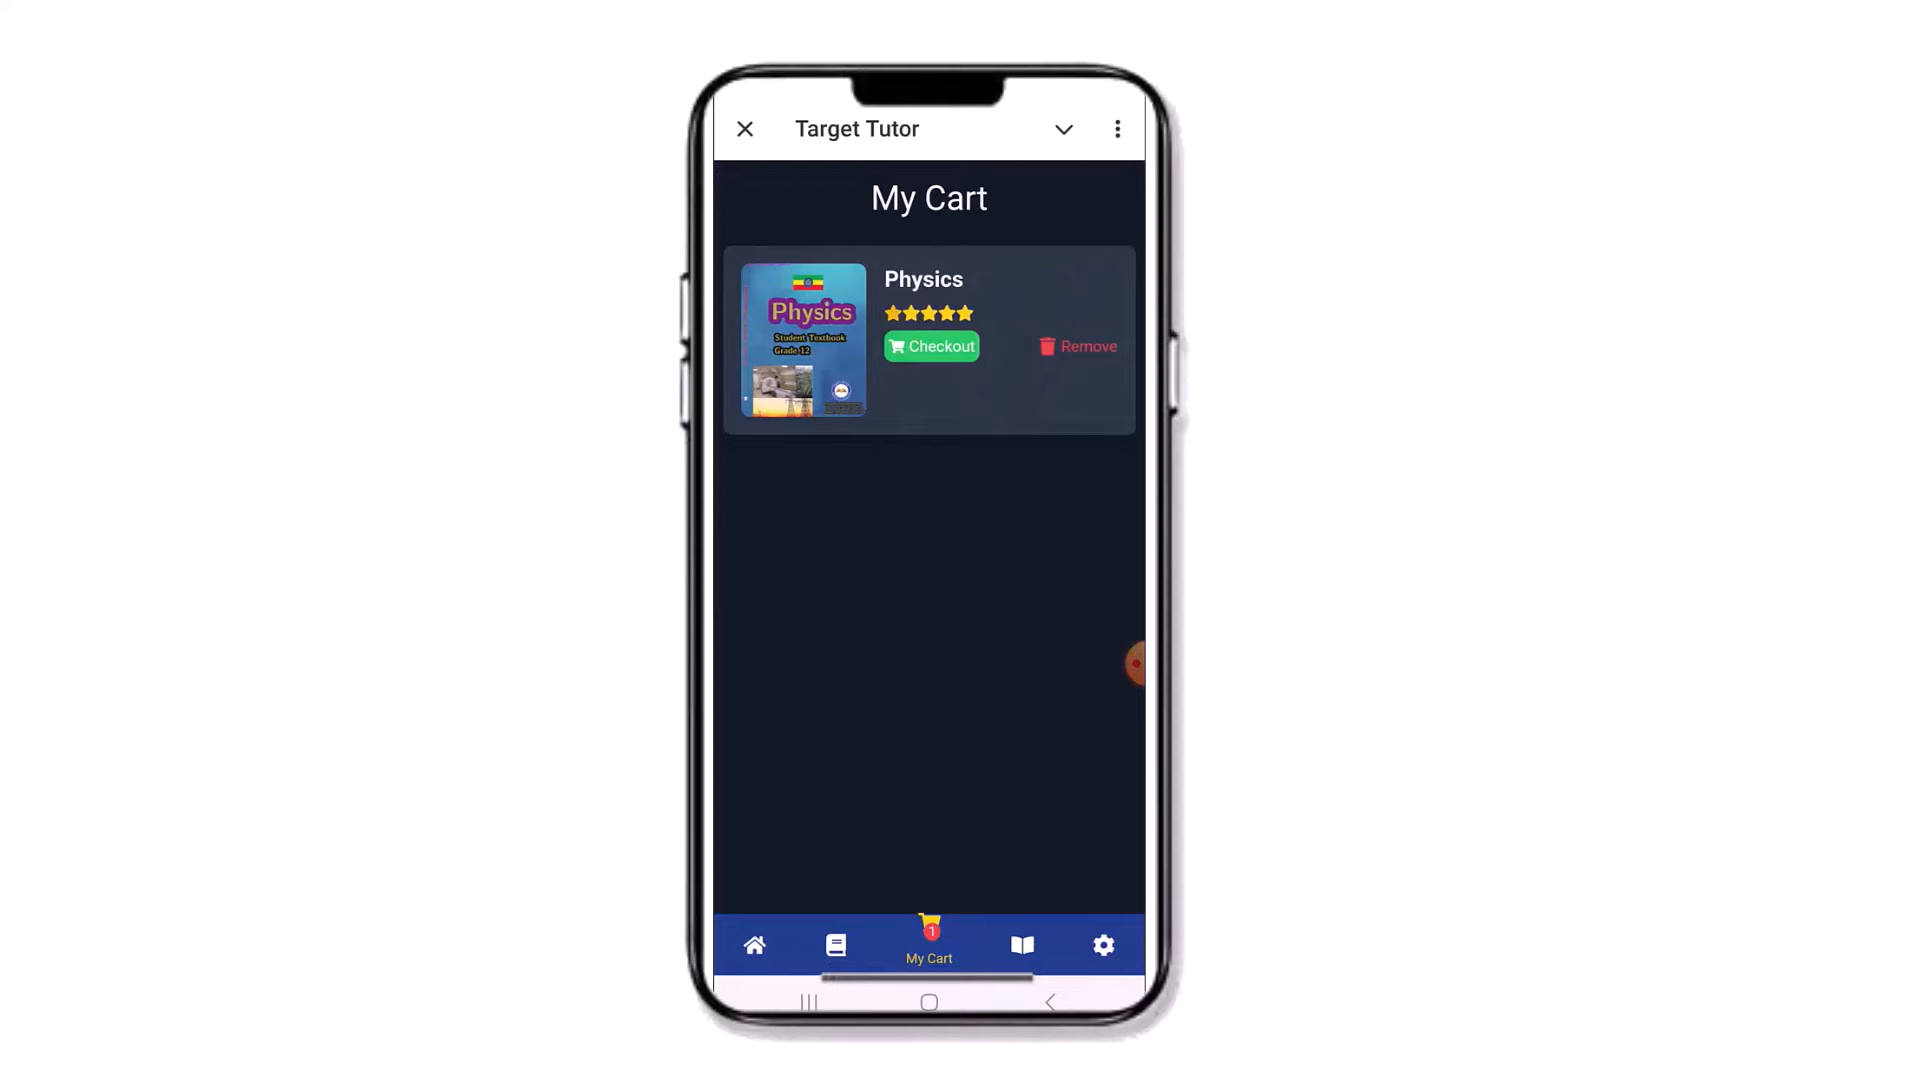 Target Tutor
My Cart
Physics
Student Textbook
Grade 12
Physics
Checkout
Remove
1
My Cart